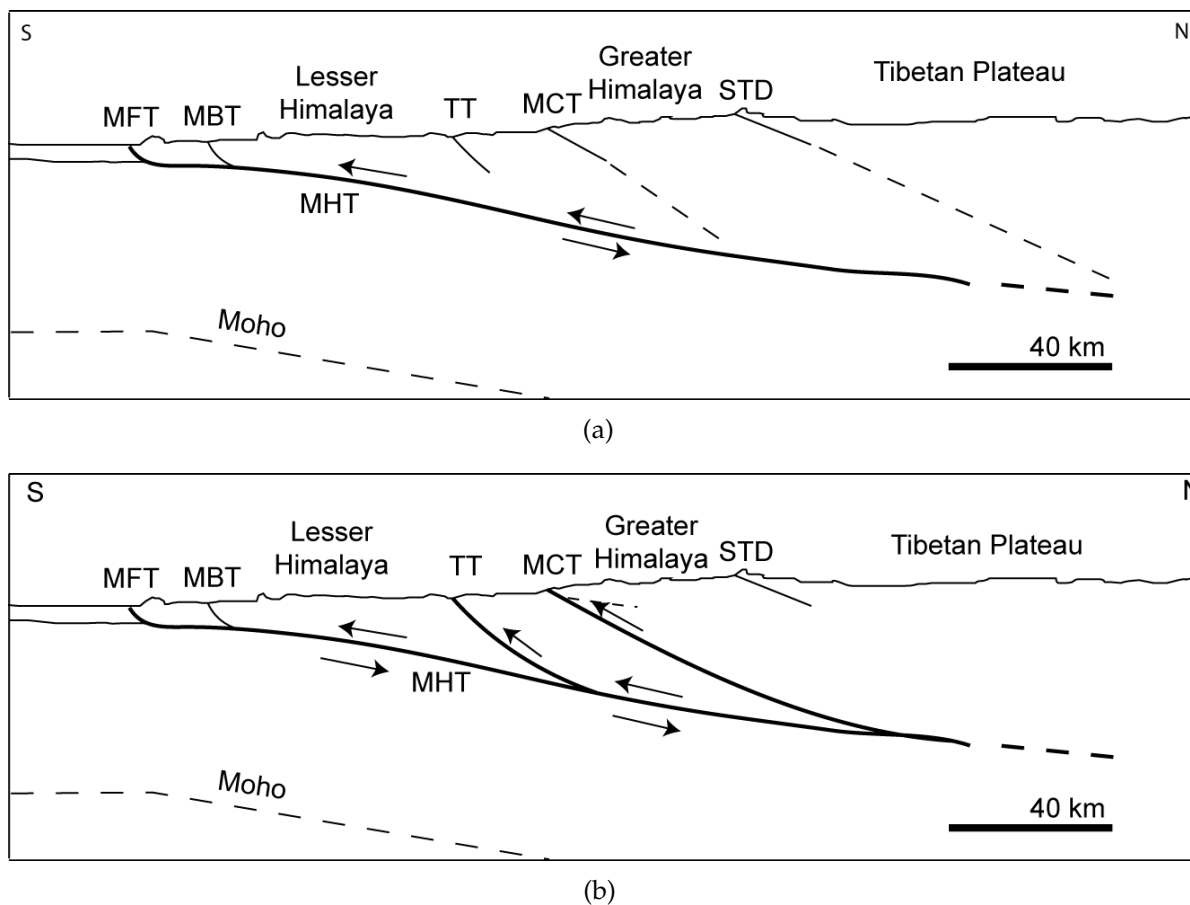 S
N
Lesser
Himalaya
Greater
Himalaya
Tibetan Plateau
MFT
MBT
TT
MCT
STD
MHT
Moho
40 km
(a)
S
N
Lesser
Himalaya
Greater
Himalaya
Tibetan Plateau
MFT
MBT
TT
MCT
STD
MHT
Moho
40 km
(b)